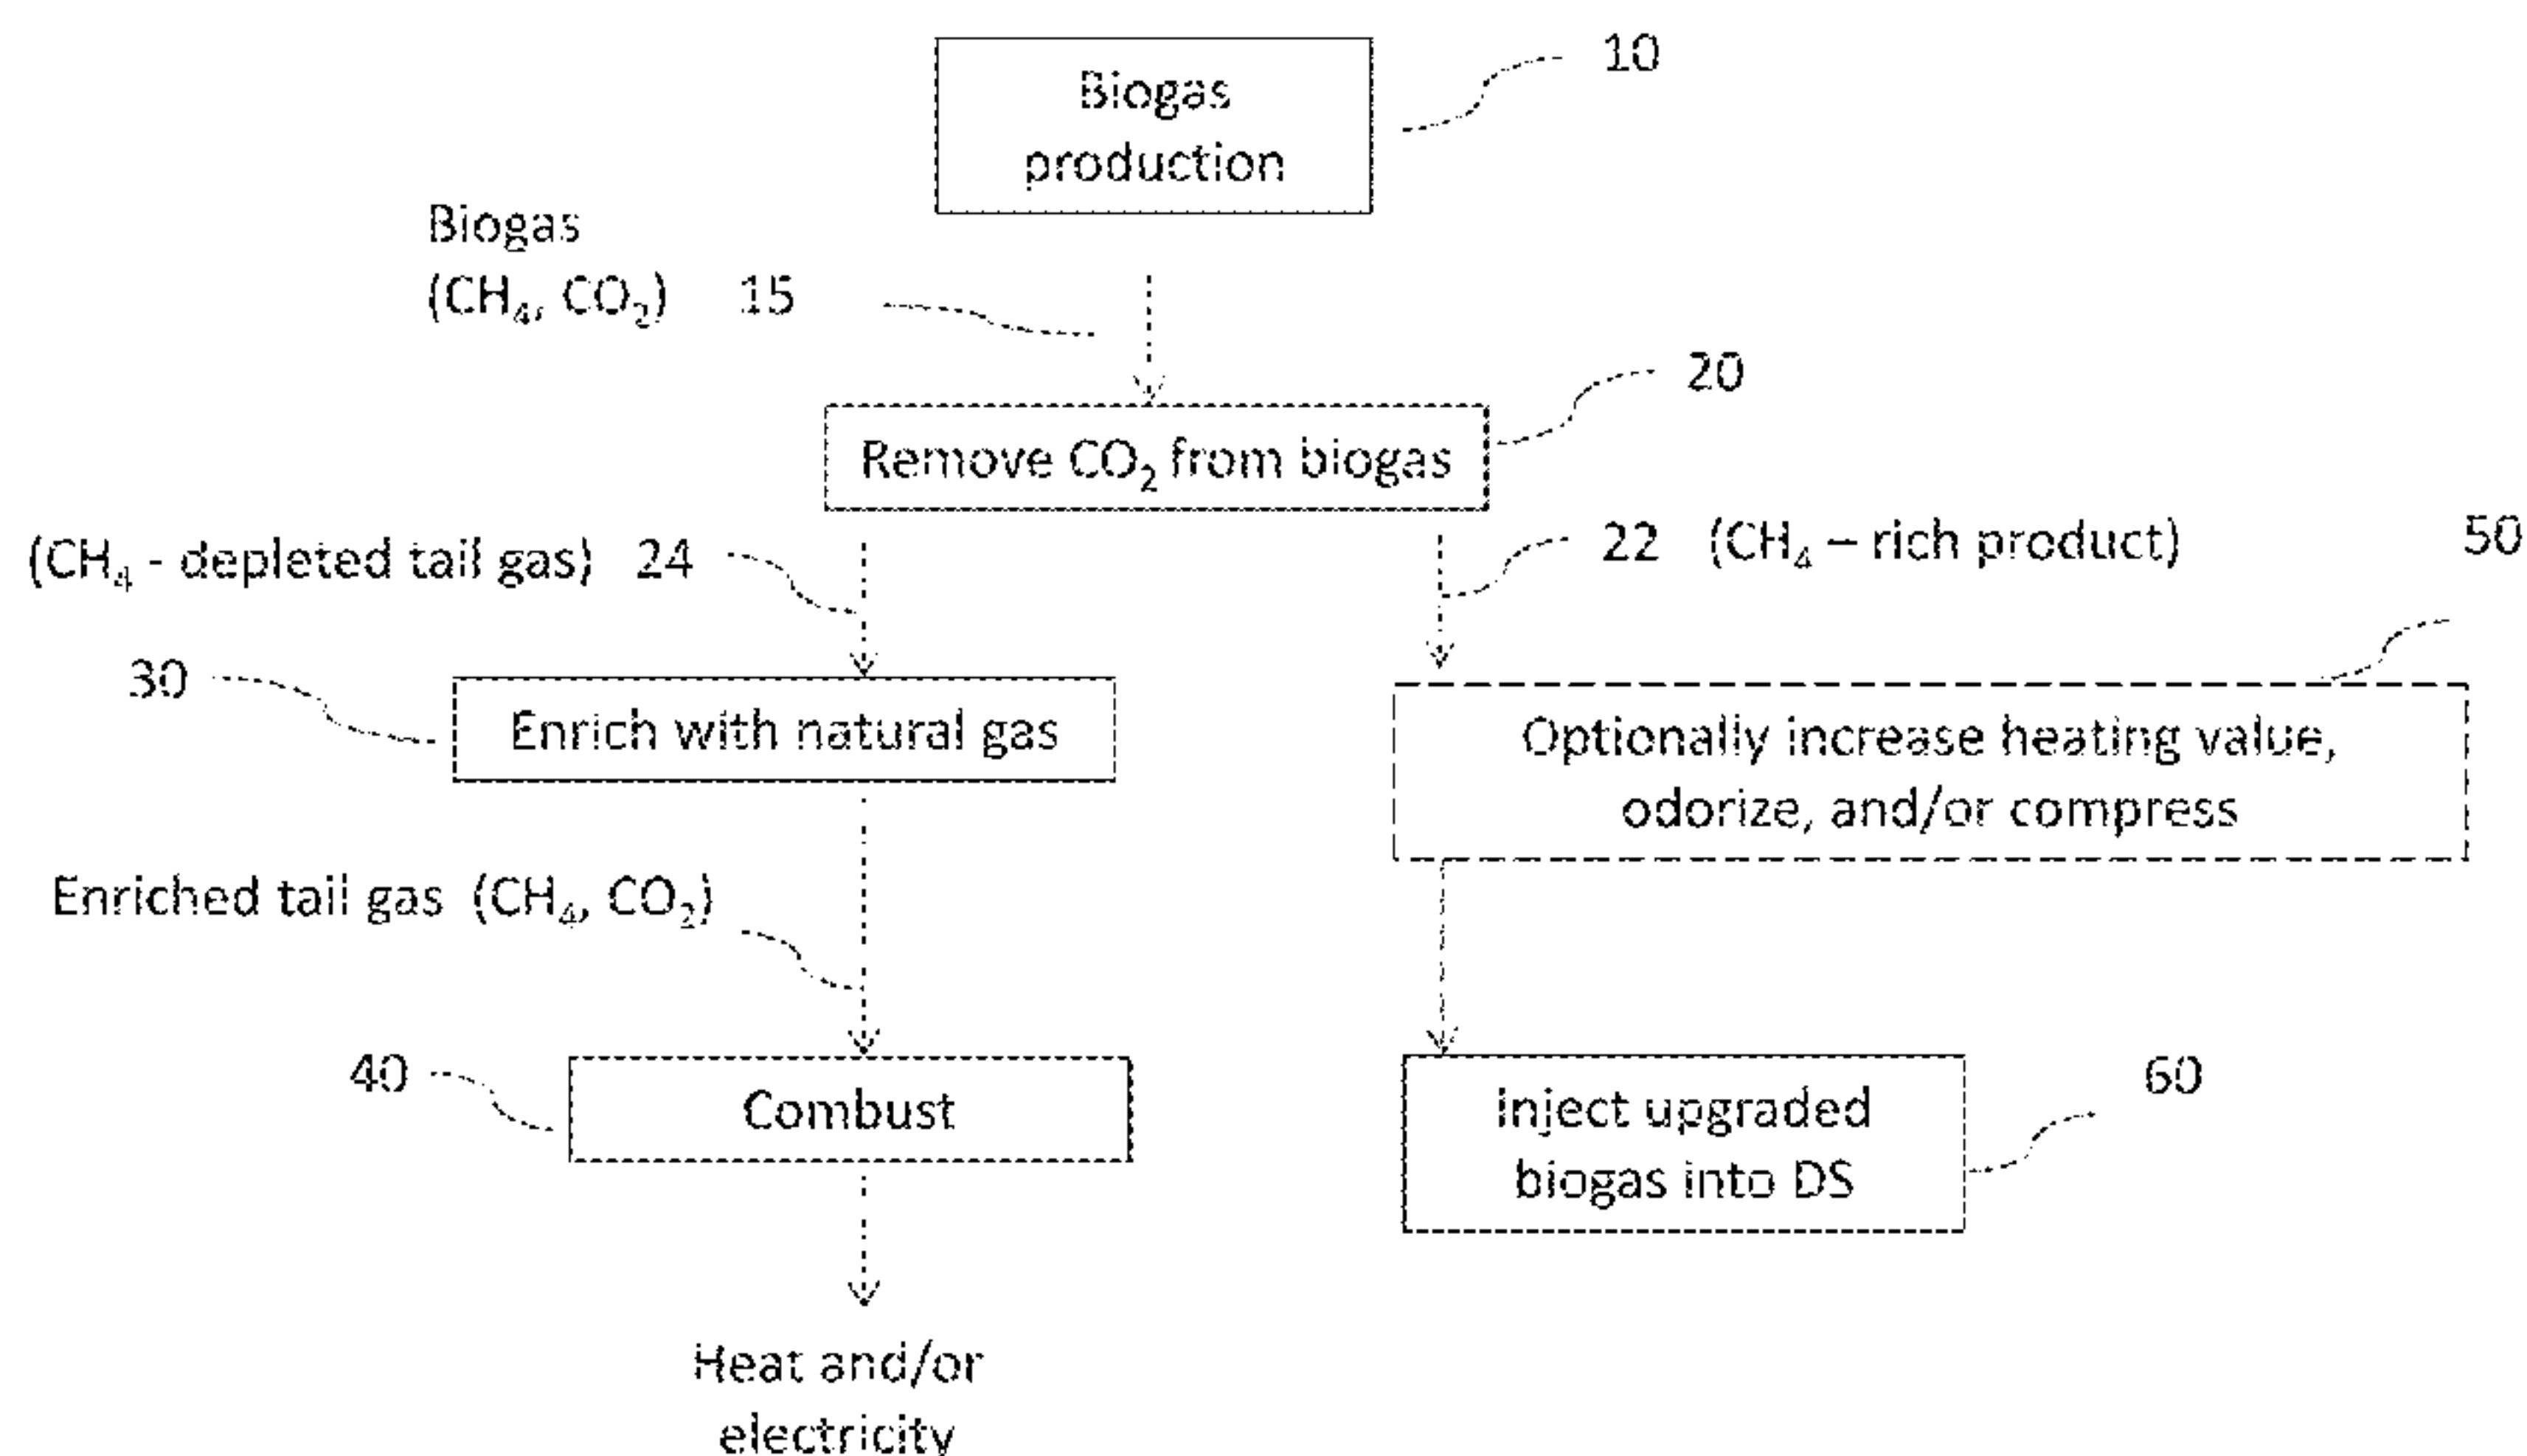 10
Biogas
production
Biogas
(CH₄, CO₂) 15
20
Remove CO₂ from biogas
(CH₄ - depleted tail gas) 24
22 (CH₄ – rich product)
50
30
Enrich with natural gas
Optionally increase heating value,
odorize, and/or compress
Enriched tail gas (CH₄, CO₂)
40
Combust
60
Inject upgraded
biogas into DS
Heat and/or
electricity